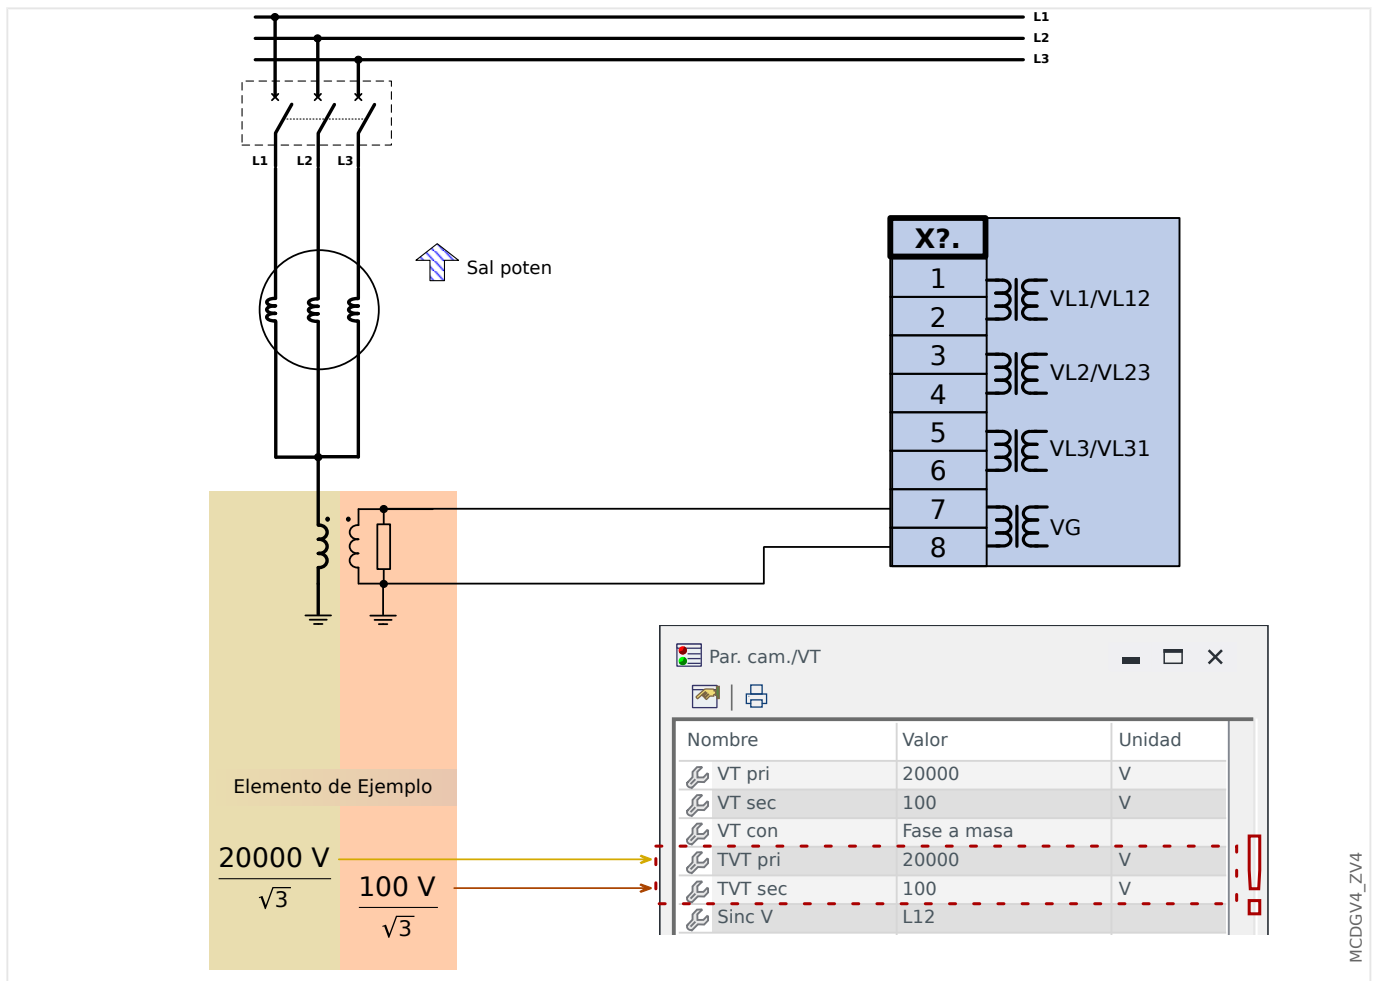 L1
L2
L3
L1 L2 L3
Sal poten
X?.
1
2
3
4
5
6
7
8
VL1/VL12
VL2/VL23
VL3/VL31
VG
Par. cam./VT
Nombre Valor Unidad
VT pri 20000 V
VT sec 100 V
VT con Fase a masa
TVT pri 20000 V
TVT sec 100 V
Sinc V L12
Elemento de Ejemplo
20000 V
√3
100 V
√3
MCDGV4_ZV4